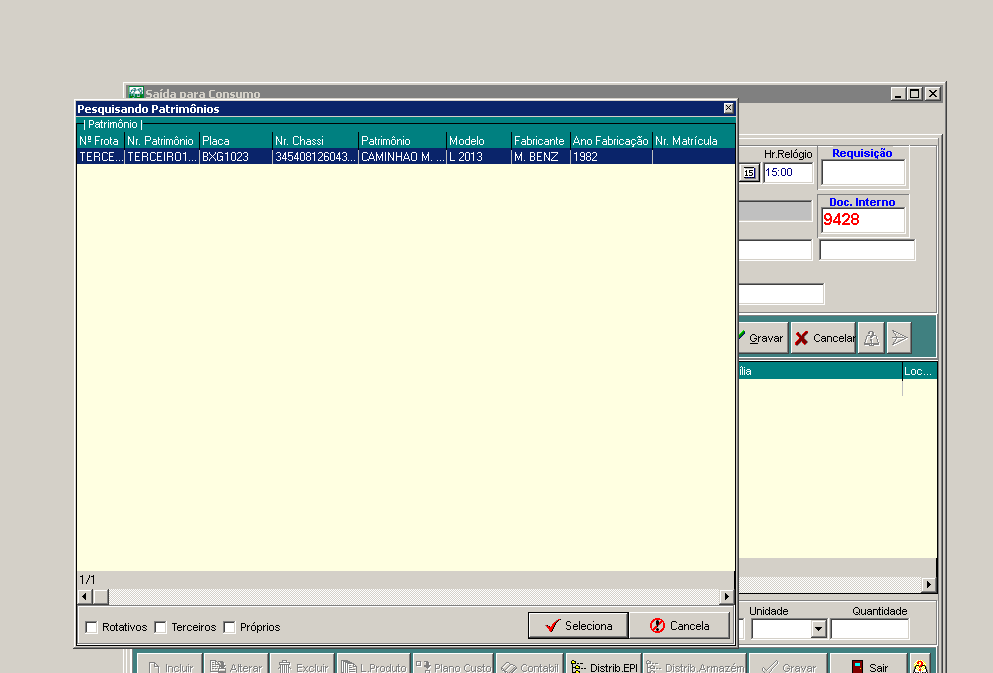 Saída para Consumo
Pesquisando Patrimônios
| Patrimônio |
Nº Frota Nr. Patrimônio Placa Nr. Chassi Patrimônio Modelo Fabricante Ano Fabricação Nr. Matrícula
TERCE... TERCEIRO1... BXG1023 345408126043... CAMINHAO M. ... L 2013 M. BENZ 1982
Hr.Relógio Requisição
15 15:00
Doc. Interno
9428
Gravar Cancelar
ília Loc...
1/1
Unidade Quantidade
Rotativos Terceiros Próprios Seleciona Cancela
Incluir Alterar Excluir L.Produto Plano Custo Contabil Distrib.EPI Distrib.Armazém Gravar Sair